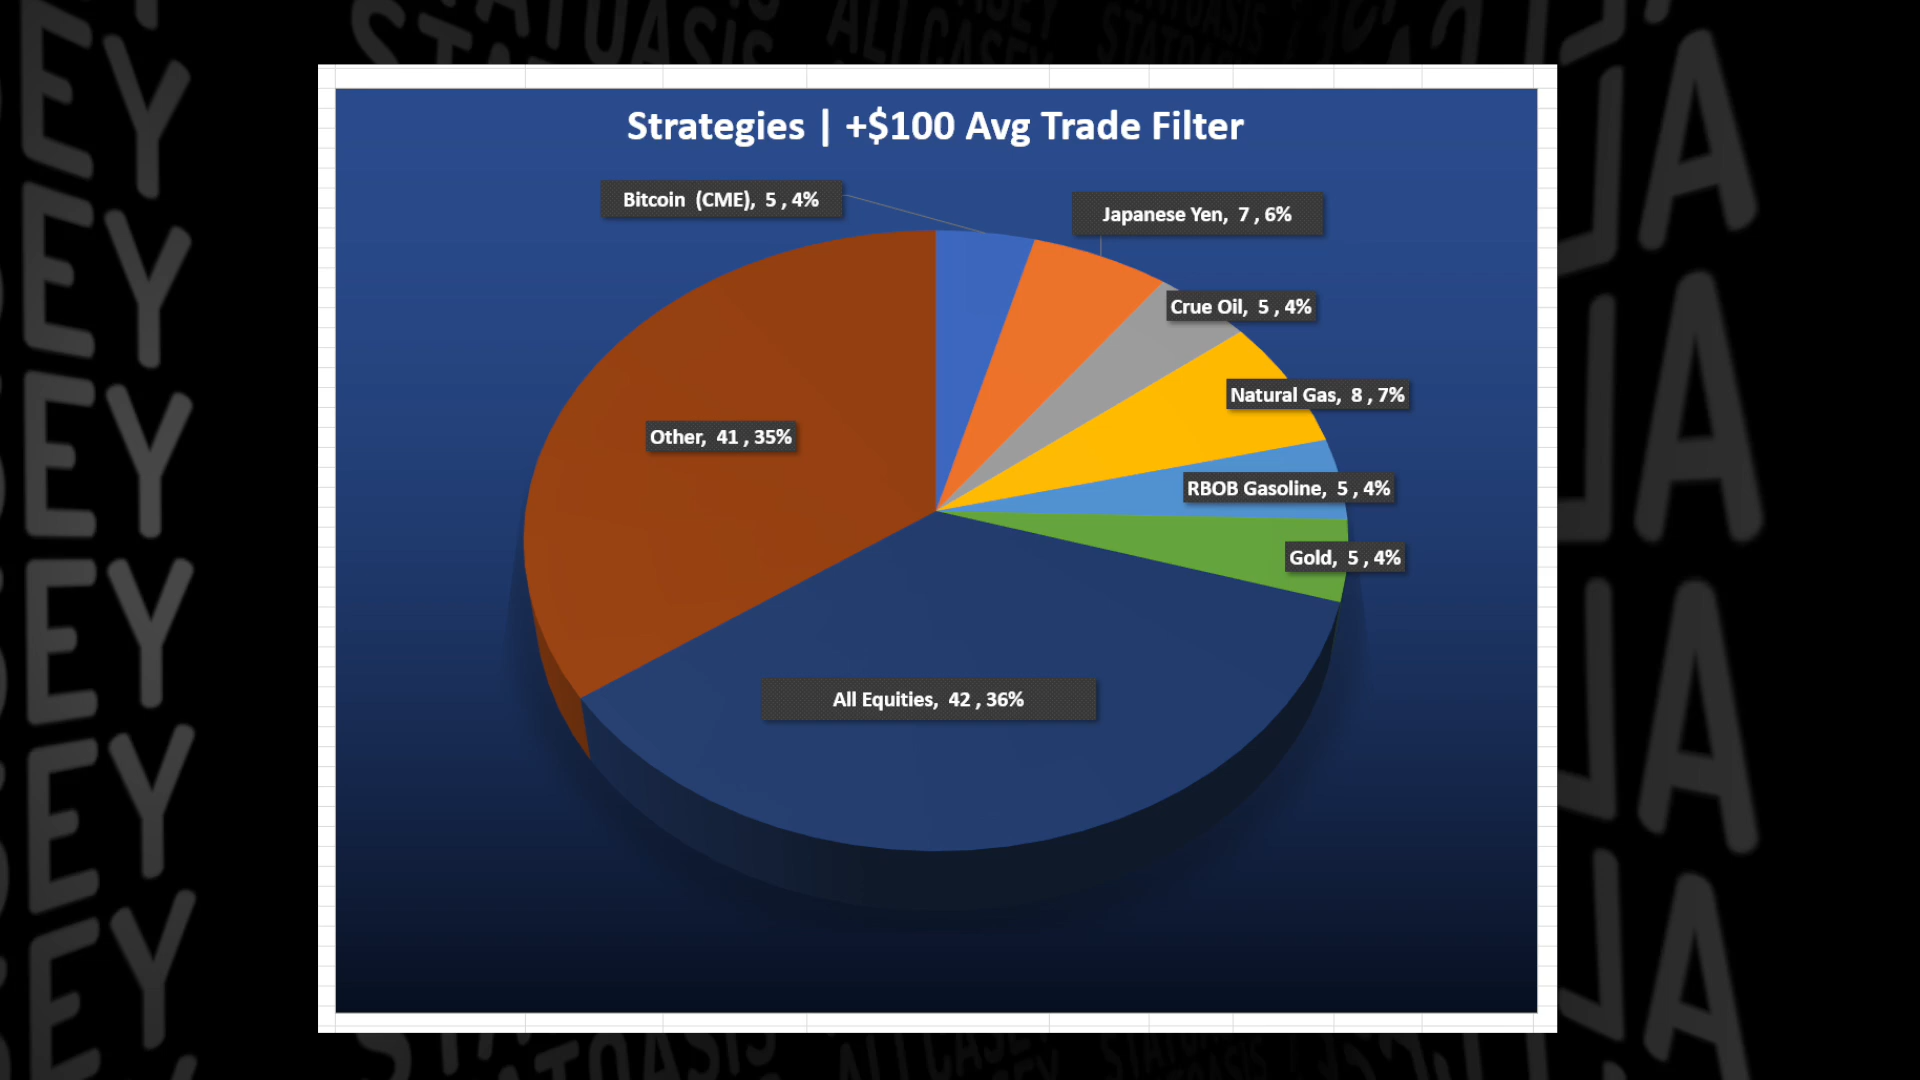 Strategies | +$100 Avg Trade Filter
Bitcoin (CME), 5 , 4%
Japanese Yen, 7 , 6%
Crue Oil, 5 , 4%
Natural Gas, 8 , 7%
Other, 41 , 35%
RBOB Gasoline, 5 , 4%
Gold, 5 , 4%
All Equities, 42 , 36%